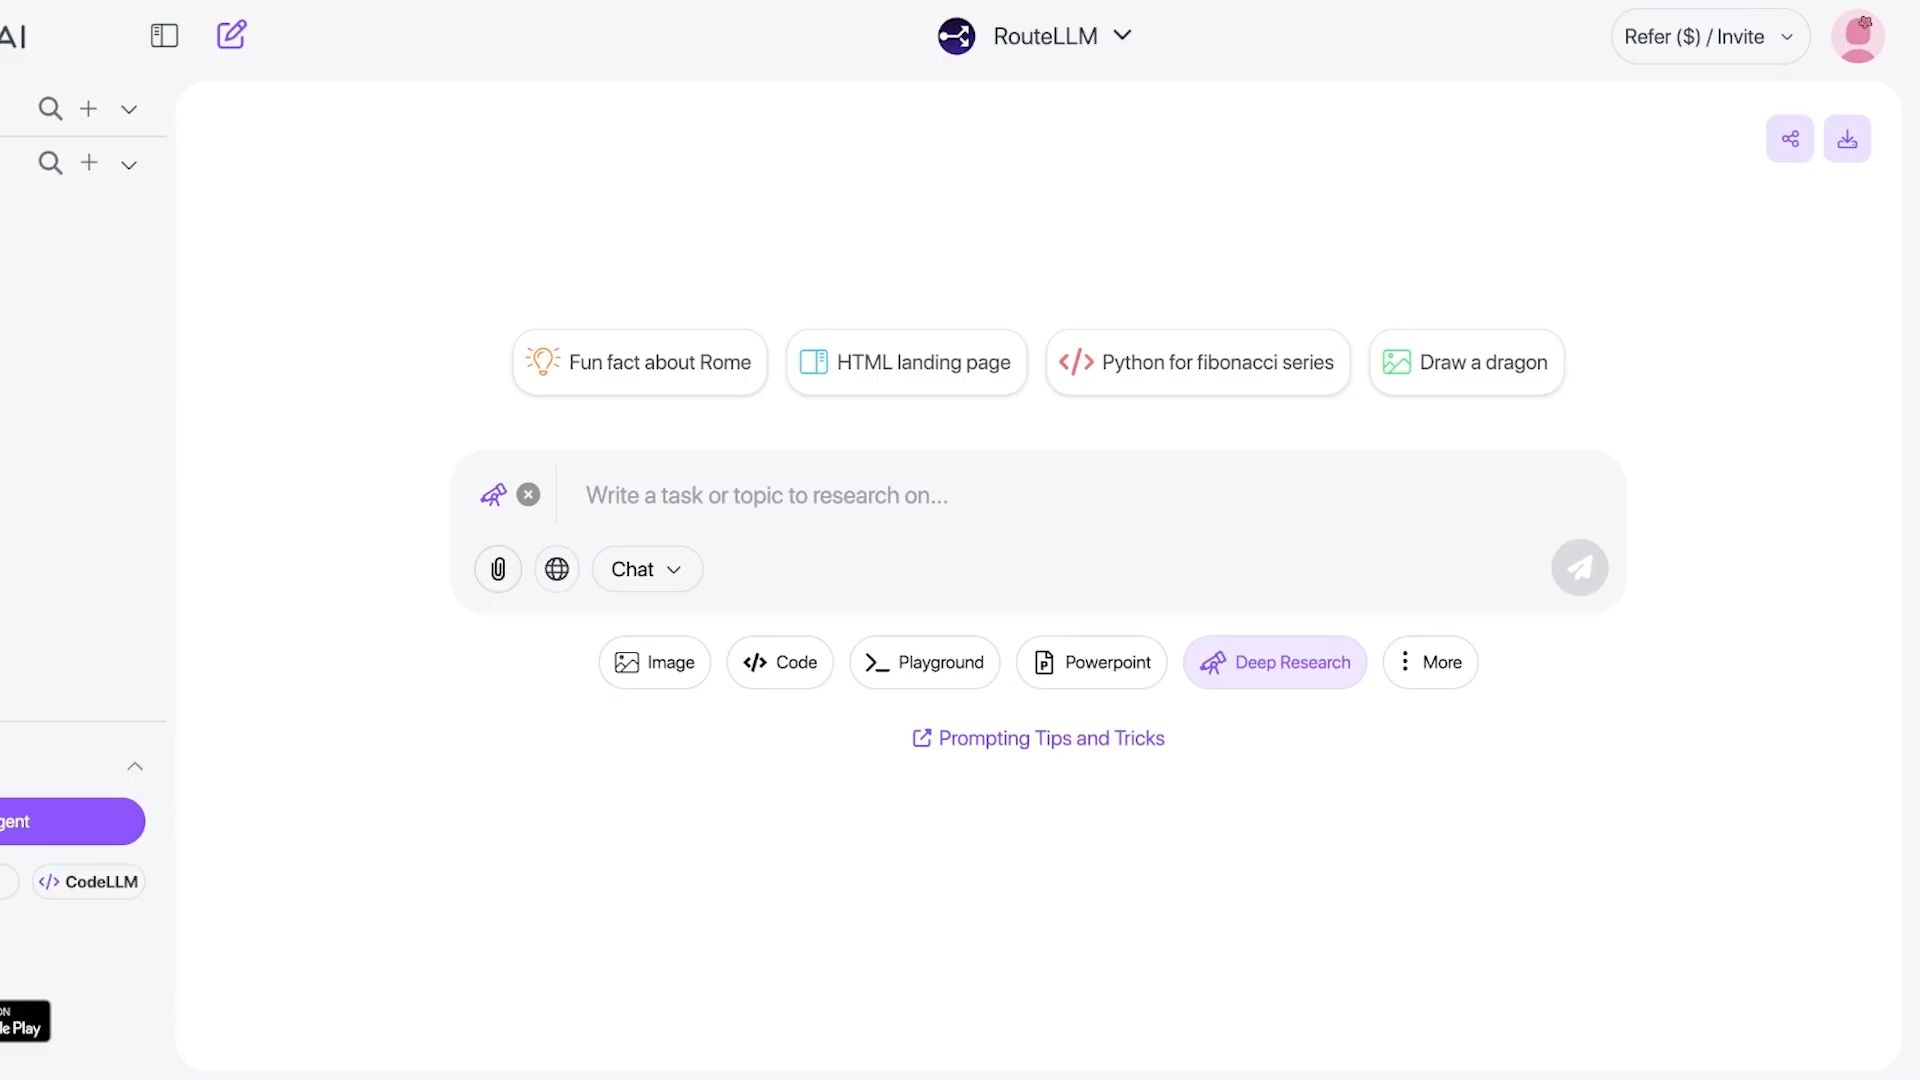 AI
RouteLLM
Refer ($) / Invite
Fun fact about Rome
HTML landing page
Python for fibonacci series
Draw a dragon
Write a task or topic to research on...
Chat
Image
Code
Playground
Powerpoint
Deep Research
More
Prompting Tips and Tricks
gent
CodeLLM
ON
le Play